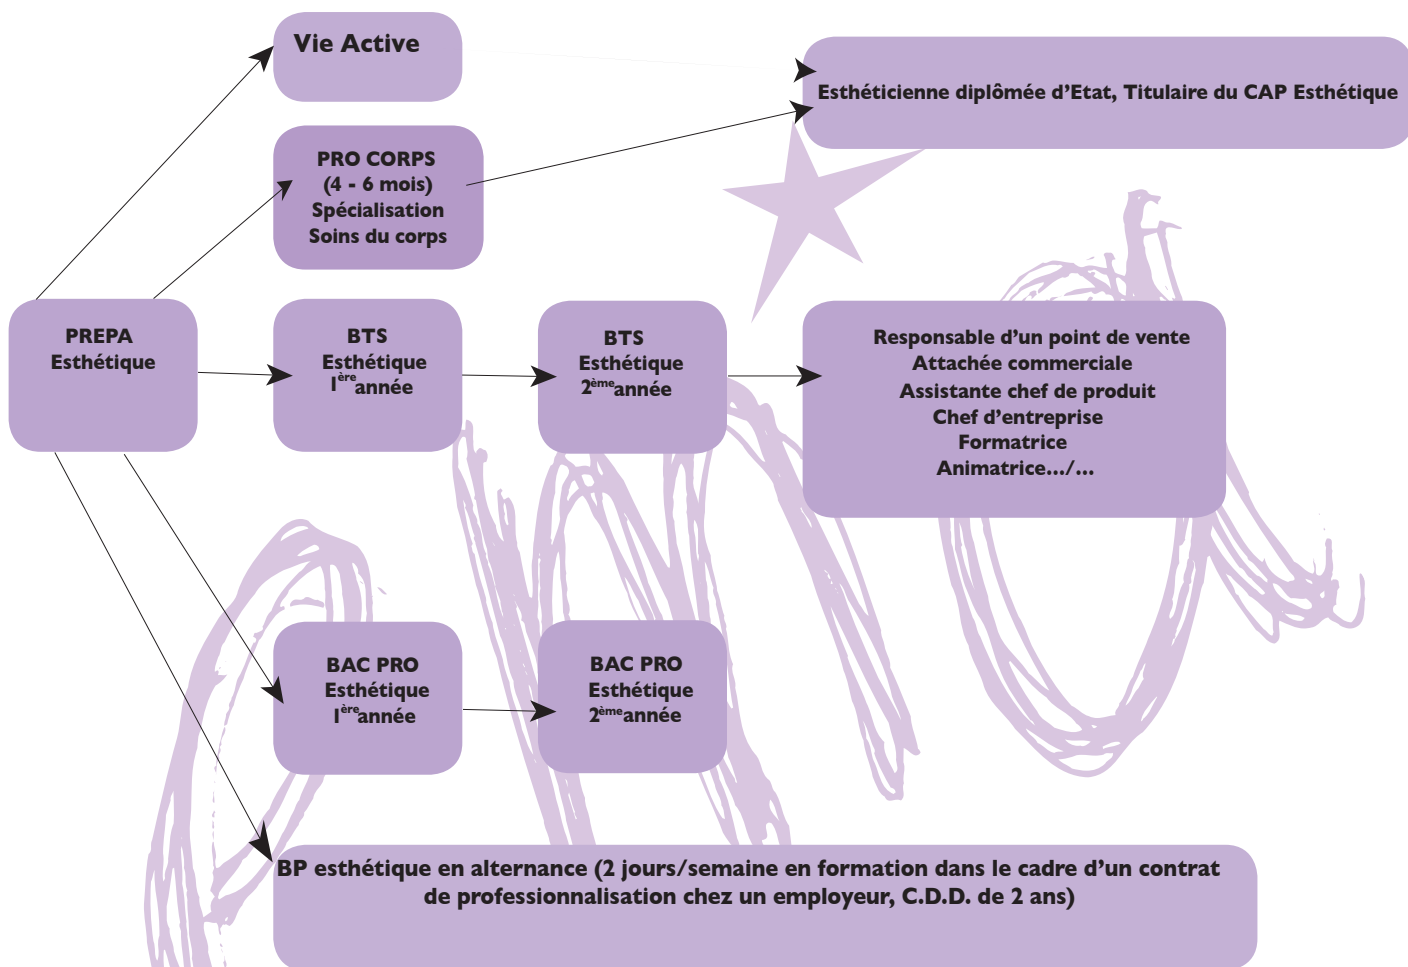 Vie Active
Esthéticienne diplômée d’Etat, Titulaire du CAP Esthétique
PRO CORPS
(4 - 6 mois)
Spécialisation
Soins du corps
PREPA
Esthétique
BTS
Esthétique
1ère année
BTS
Esthétique
2ème année
Responsable d’un point de vente
Attachée commerciale
Assistante chef de produit
Chef d’entreprise
Formatrice
Animatrice.../...
BAC PRO
Esthétique
1ère année
BAC PRO
Esthétique
2ème année
BP esthétique en alternance (2 jours/semaine en formation dans le cadre d’un contrat
de professionnalisation chez un employeur, C.D.D. de 2 ans)